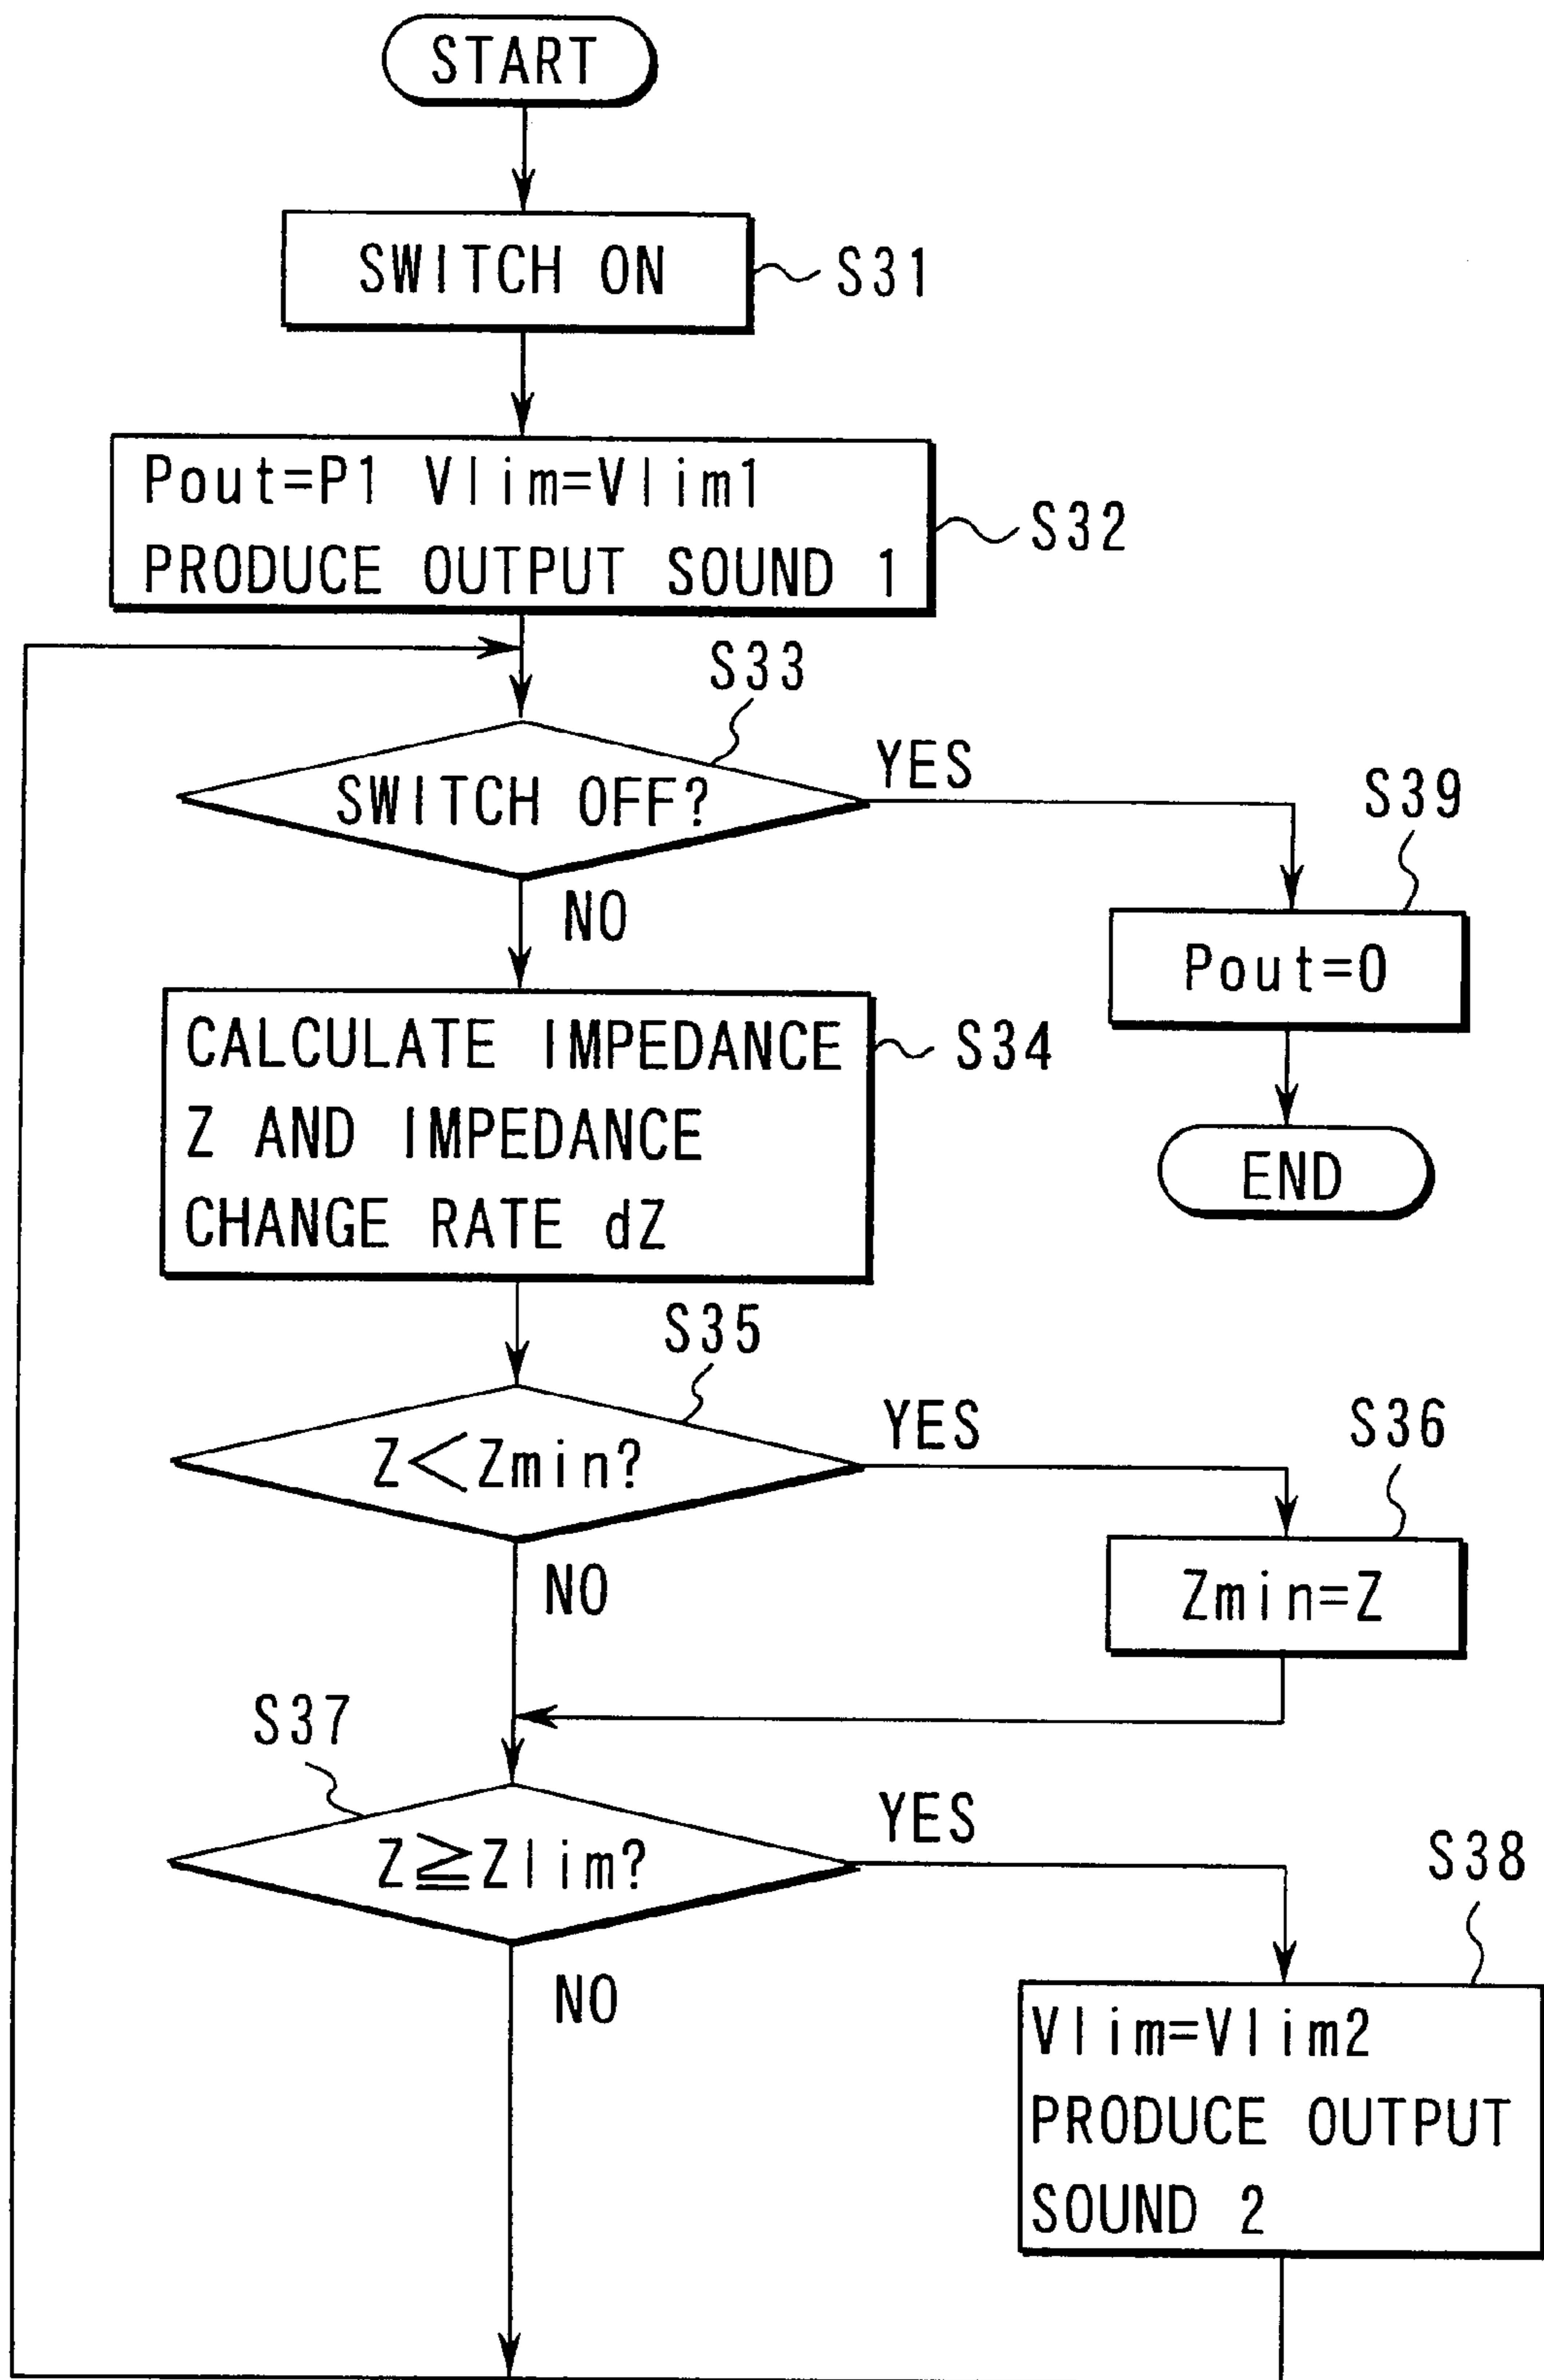 START
SWITCH ON
S31
Pout=P1 Vlim=Vlim1
PRODUCE OUTPUT SOUND 1
S32
S33
SWITCH OFF?
YES
NO
S39
Pout=0
END
CALCULATE IMPEDANCE
Z AND IMPEDANCE
CHANGE RATE dZ
S34
S35
Z<Zmin?
YES
NO
S36
Zmin=Z
S37
Z≧Zlim?
YES
NO
S38
Vlim=Vlim2
PRODUCE OUTPUT
SOUND 2